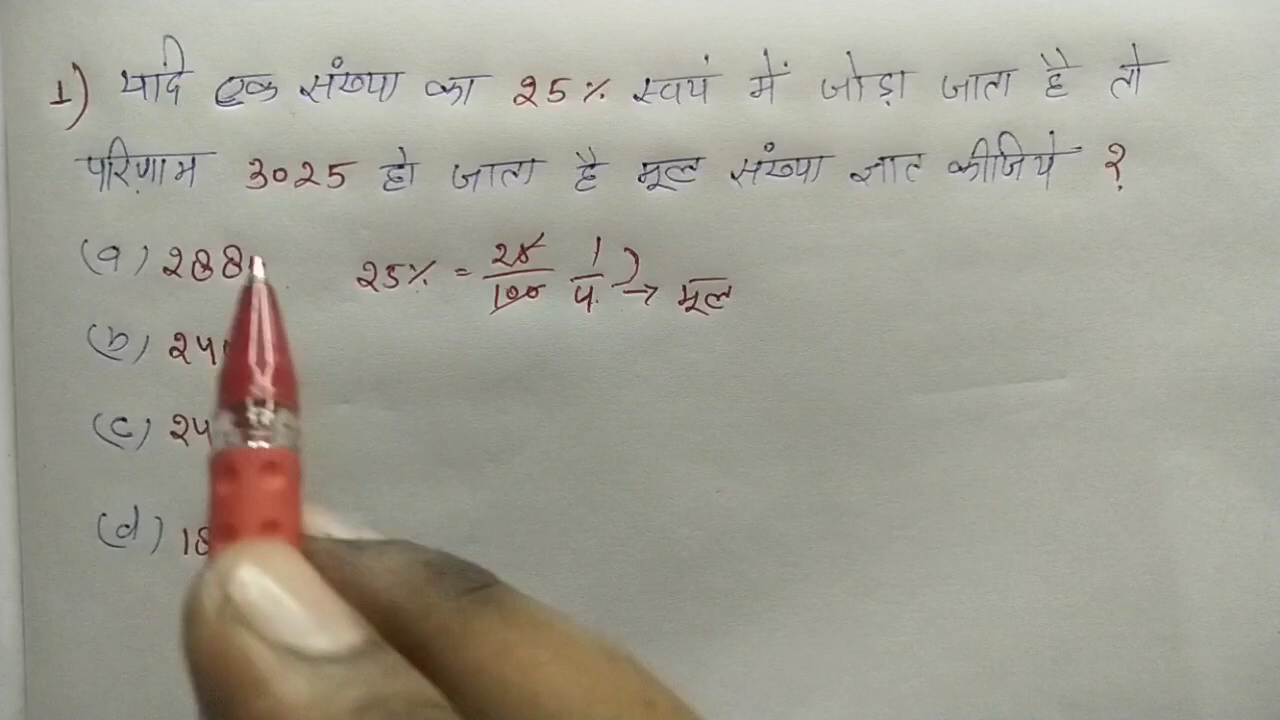 1) यदि एक संख्या का 25% स्वयं में जोड़ा जाता है तो
परिणाम 3025 हो जाता है मूल संख्या ज्ञात कीजिये ?
(a) 288
25% = 25/100 1/4 → मूल
(b) 24
(c) 24
(d) 18